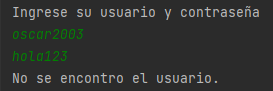 Ingrese su usuario y contraseña
oscar2003
hola123
No se encontro el usuario.